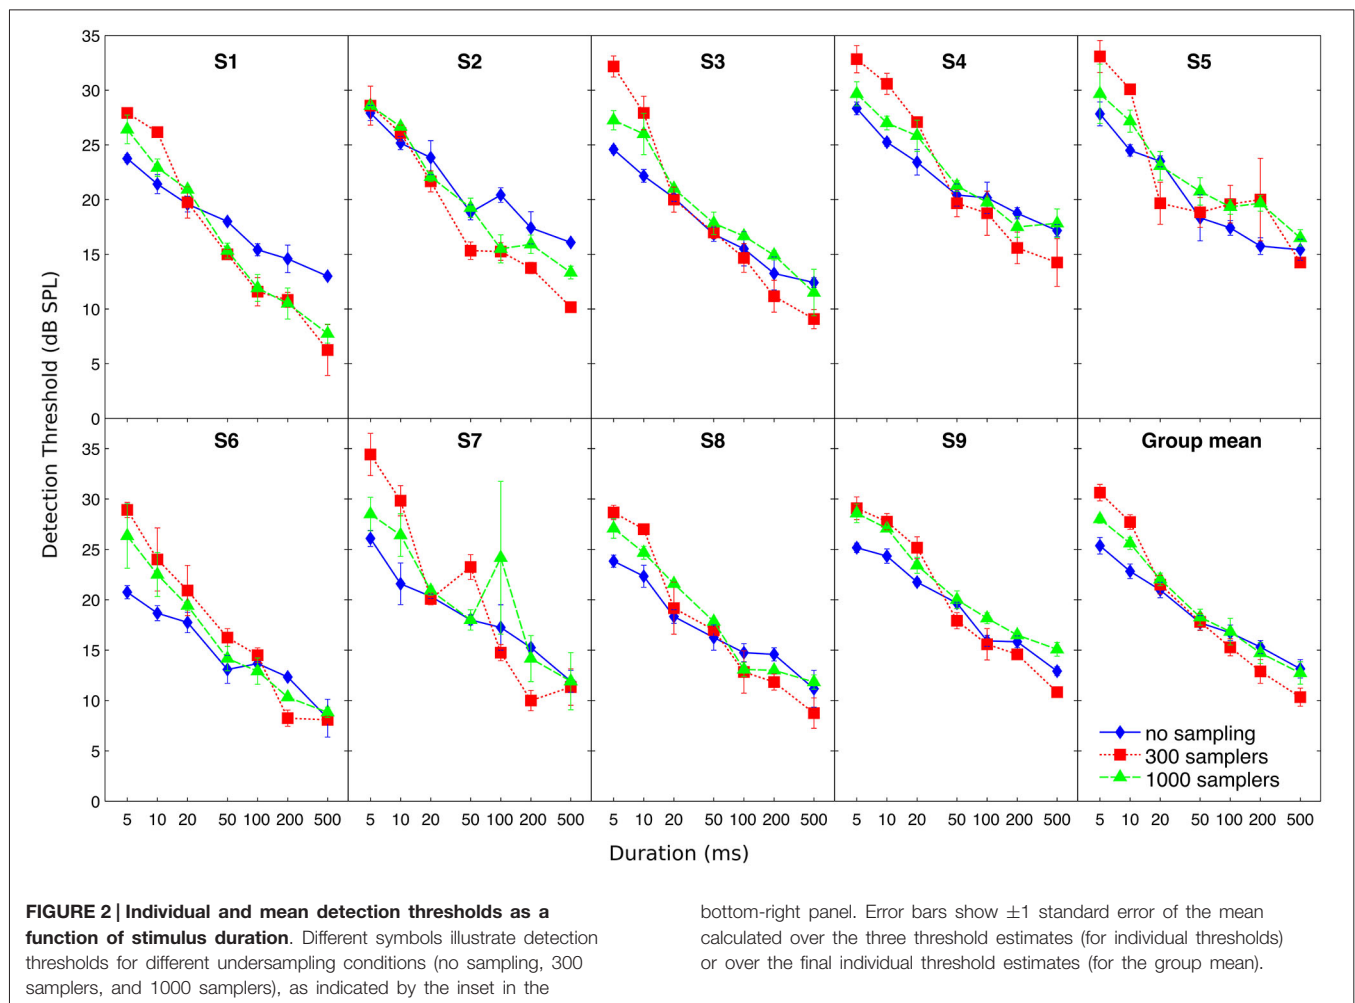 S1
S2
S3
S4
S5
35
30
25
20
15
10
5
0
Detection Threshold (dB SPL)
S6
S7
S8
S9
Group mean
35
30
25
20
15
10
5
0
no sampling
300 samplers
1000 samplers
5 10 20 50 100 200 500
5 10 20 50 100 200 500
5 10 20 50 100 200 500
5 10 20 50 100 200 500
5 10 20 50 100 200 500
Duration (ms)
FIGURE 2 | Individual and mean detection thresholds as a
function of stimulus duration. Different symbols illustrate detection
thresholds for different undersampling conditions (no sampling, 300
samplers, and 1000 samplers), as indicated by the inset in the
bottom-right panel. Error bars show ±1 standard error of the mean
calculated over the three threshold estimates (for individual thresholds)
or over the final individual threshold estimates (for the group mean).